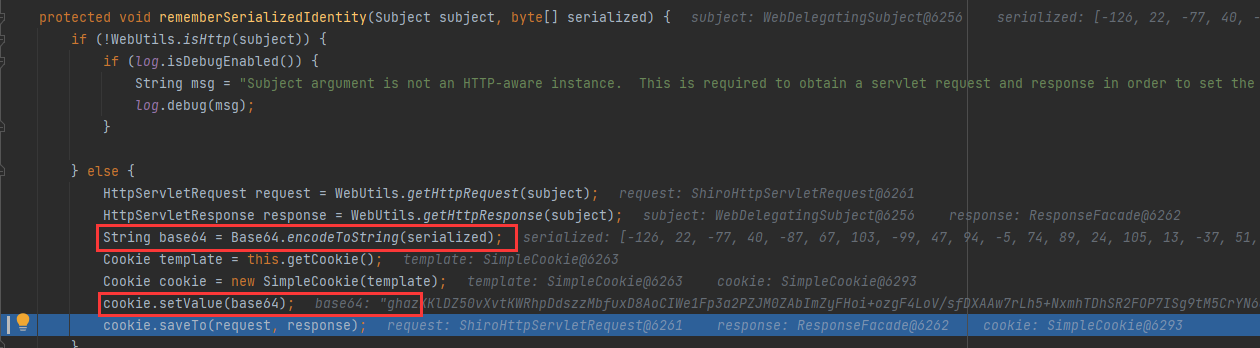 protected void rememberSerializedIdentity(Subject subject, byte[] serialized) { subject: WebDelegatingSubject@6256 serialized: [-126, 22, -77, 40, -
if (!WebUtils.isHttp(subject)) {
if (log.isDebugEnabled()) {
String msg = "Subject argument is not an HTTP-aware instance. This is required to obtain a servlet request and response in order to set the
log.debug(msg);
}
} else {
HttpServletRequest request = WebUtils.getHttpRequest(subject); request: ShiroHttpServletRequest@6261
HttpServletResponse response = WebUtils.getHttpResponse(subject); subject: WebDelegatingSubject@6256 response: ResponseFacade@6262
String base64 = Base64.encodeToString(serialized); serialized: [-126, 22, -77, 40, -87, 67, 103, -99, 47, 94, -5, 74, 89, 24, 105, 13, -37, 51,
Cookie template = this.getCookie(); template: SimpleCookie@6263
Cookie cookie = new SimpleCookie(template); template: SimpleCookie@6263 cookie: SimpleCookie@6293
cookie.setValue(base64); base64:
cookie.saveTo(request, response); request: ShiroHttpServletRequest@6261 response: ResponseFacade@6262 cookie: SimpleCookie@6293
}